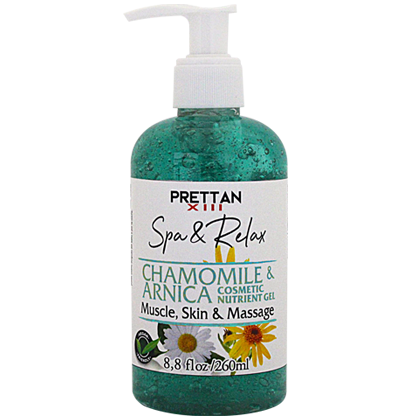 PRETTAN
XIII
Spa & Relax
CHAMOMILE &
ARNICA COSMETIC
NUTRIENT GEL
Muscle, Skin & Massage
8,8 fl oz/260ml